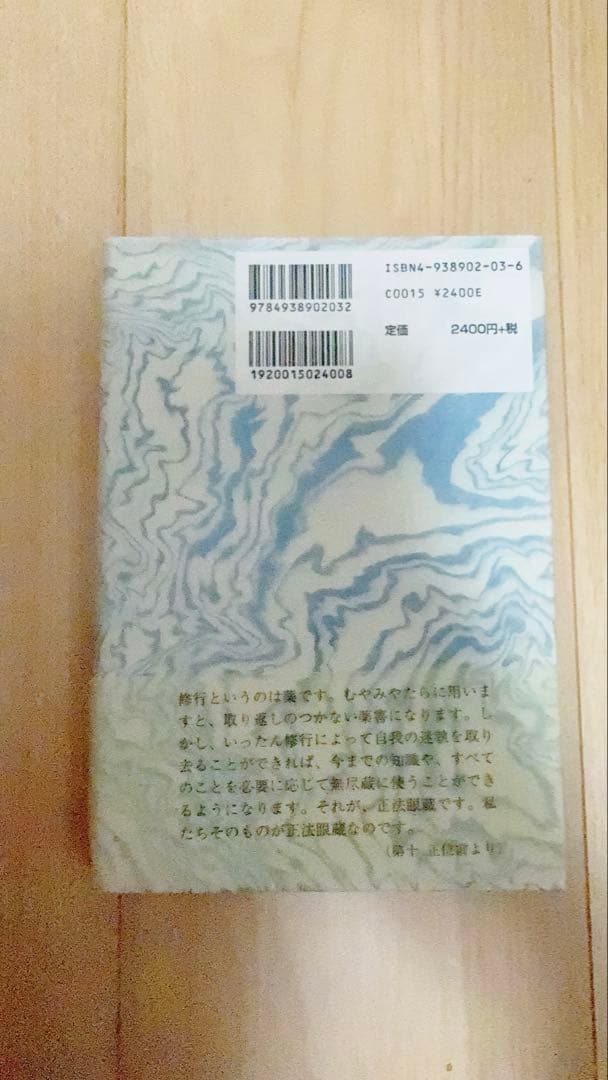 ISBN4-938902-03-6
9784938902032
C0015 ¥2400E
定価 2400円+税
1920015024008
修行というのは薬です。むやみやたらに用いま
すと、取り返しのつかない薬害になります。し
かし、いったん修行によって自我の迷執を取り
去ることができれば、今までの知識や、すべて
のことを必要に応じて無尽蔵に使うことができ
るようになります。それが、正法眼蔵です。私
たちそのものが正法眼蔵なのです。
(第十 より)